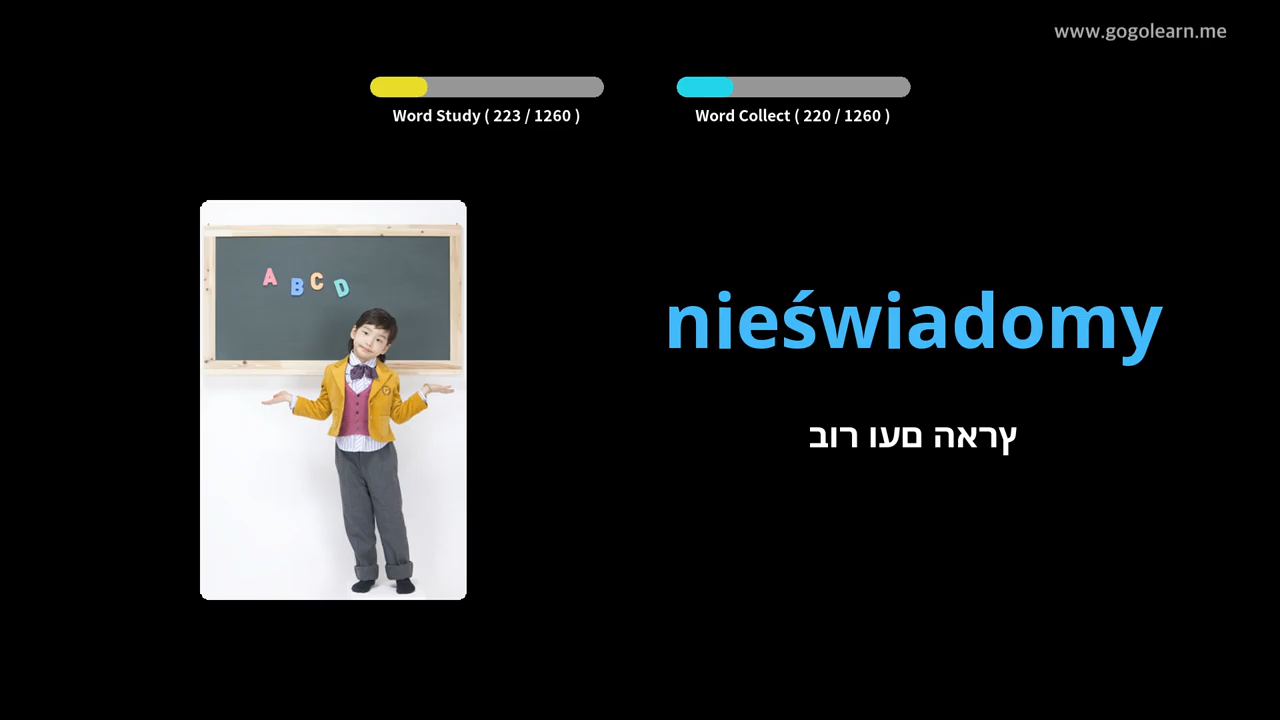 www.gogolearn.me
Word Study ( 223 / 1260 )
Word Collect ( 220 / 1260 )
A B C D
nieświadomy
ץראה םעו רוב